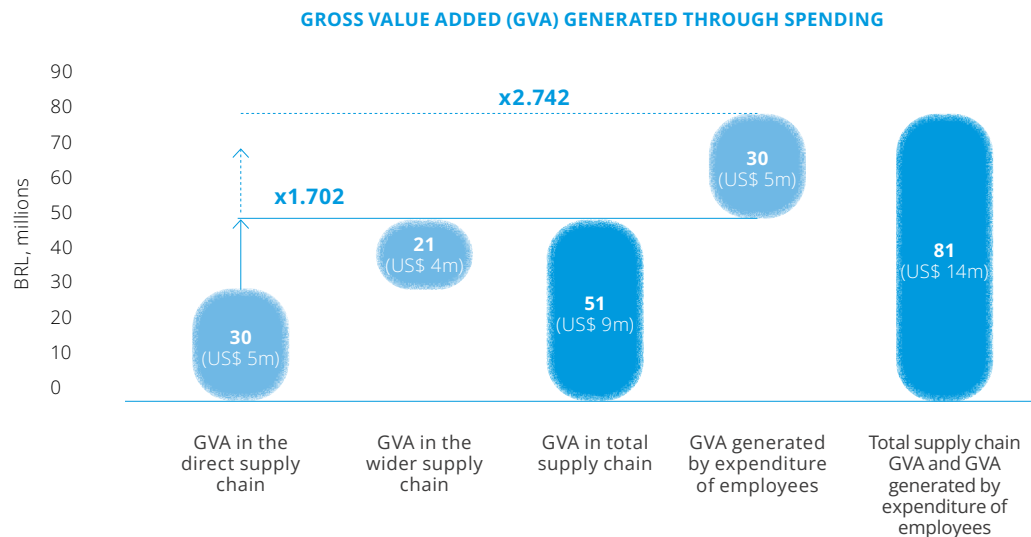 GROSS VALUE ADDED (GVA) GENERATED THROUGH SPENDING
90
80
70
60
50
40
30
20
10
0
BRL, millions
x2.742
x1.702
30
(US$ 5m)
21
(US$ 4m)
51
(US$ 9m)
30
(US$ 5m)
81
(US$ 14m)
GVA in the
direct supply
chain
GVA in the
wider supply
chain
GVA in total
supply chain
GVA generated
by expenditure
of employees
Total supply chain
GVA and GVA
generated by
expenditure of
employees